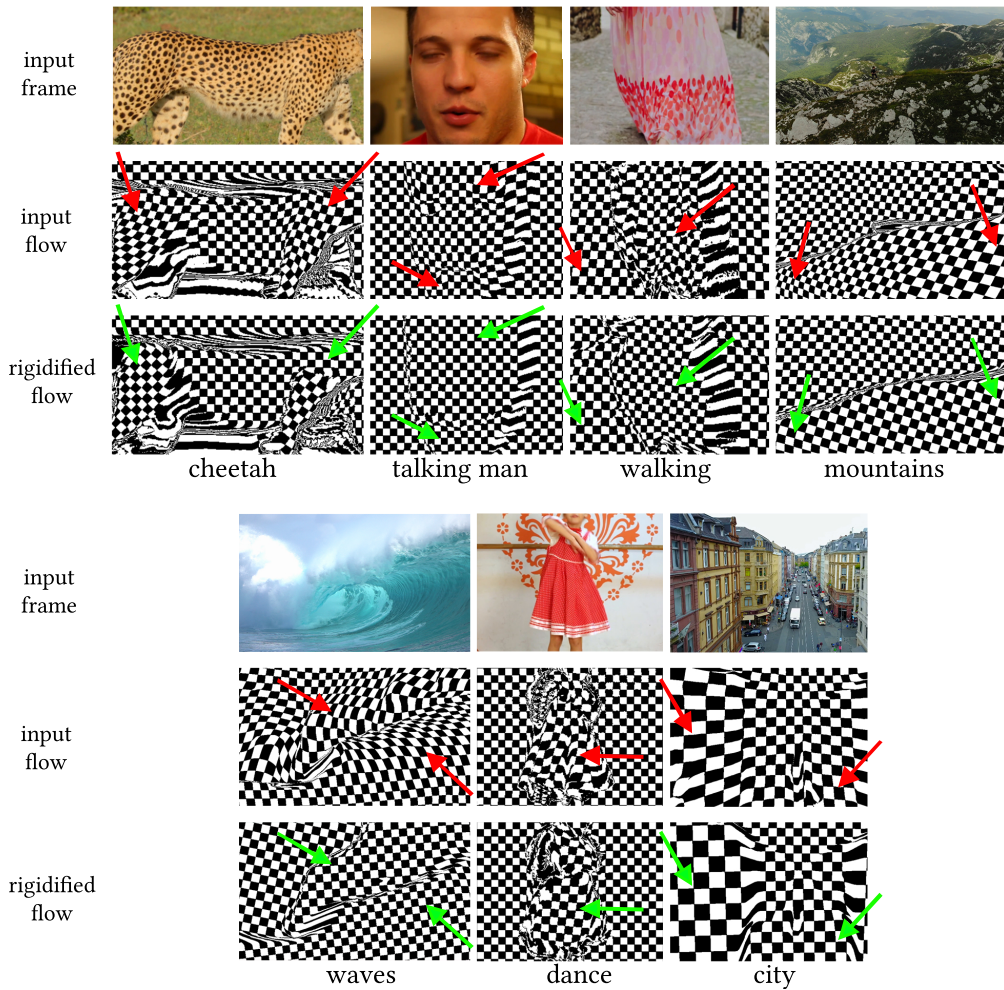 input
frame
input
flow
rigidified
flow
cheetah talking man walking mountains
input
frame
input
flow
rigidified
flow
waves dance city